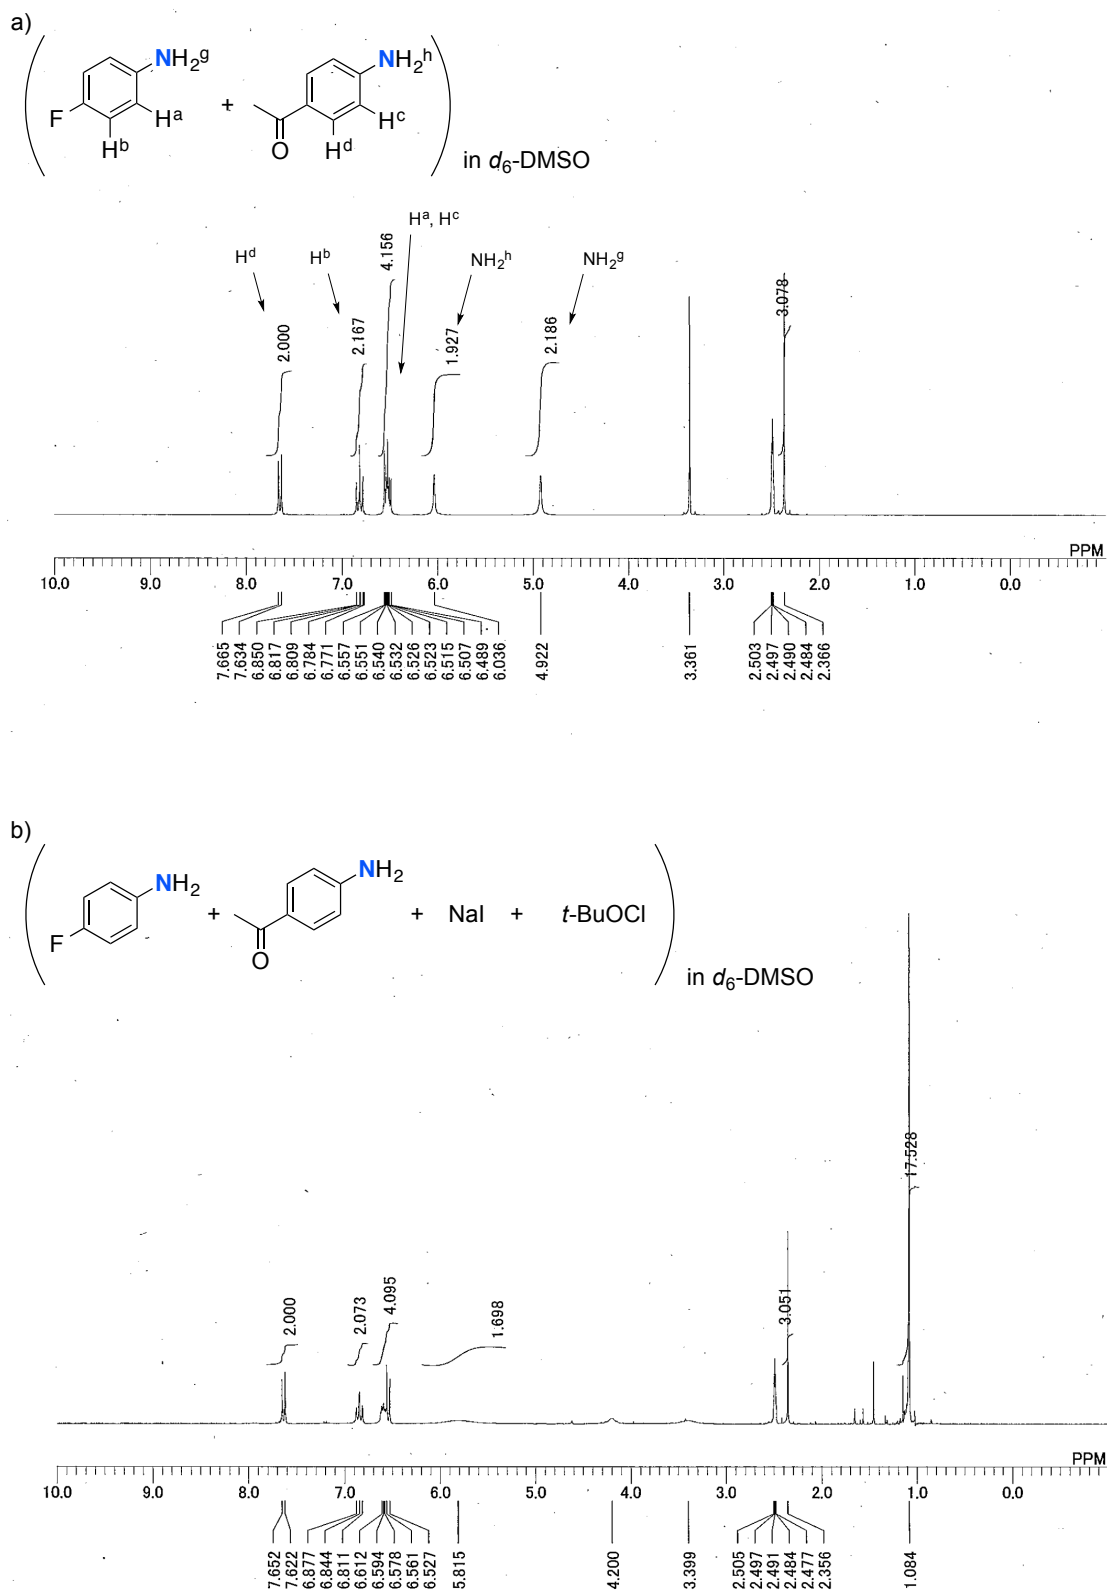 a)
NH2g
F
Ha
Hb
+
NH2h
O
Hc
Hd
in d6-DMSO
Hd
Hb
Ha, Hc
NH2h
NH2g
2.000
2.167
4.156
1.927
2.186
3.078
PPM
10.0 9.0 8.0 7.0 6.0 5.0 4.0 3.0 2.0 1.0 0.0
7.665
7.634
6.850
6.817
6.809
6.784
6.771
6.557
6.551
6.540
6.532
6.526
6.523
6.515
6.507
6.489
6.036
4.922
3.361
2.503
2.497
2.490
2.484
2.366
b)
NH2
F
+
NH2
O
+ NaI + t-BuOCl
in d6-DMSO
2.000
2.073
4.095
1.698
3.051
17.528
PPM
10.0 9.0 8.0 7.0 6.0 5.0 4.0 3.0 2.0 1.0 0.0
7.652
7.622
6.877
6.844
6.811
6.612
6.594
6.578
6.561
6.527
5.815
4.200
3.399
2.505
2.497
2.491
2.484
2.477
2.356
1.084